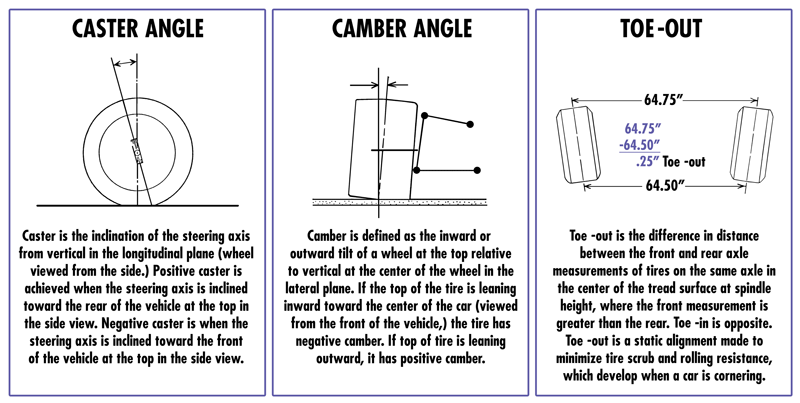 CASTER ANGLE
Caster is the inclination of the steering axis
from vertical in the longitudinal plane (wheel
viewed from the side.) Positive caster is
achieved when the steering axis is inclined
toward the rear of the vehicle at the top in
the side view. Negative caster is when the
steering axis is inclined toward the front
of the vehicle at the top in the side view.
CAMBER ANGLE
Camber is defined as the inward or
outward tilt of a wheel at the top relative
to vertical at the center of the wheel in the
lateral plane. If the top of the tire is leaning
inward toward the center of the car (viewed
from the front of the vehicle,) the tire has
negative camber. If top of tire is leaning
outward, it has positive camber.
TOE-OUT
64.75”
64.75”
-64.50”
.25” Toe -out
64.50”
Toe -out is the difference in distance
between the front and rear axle
measurements of tires on the same axle in
the center of the tread surface at spindle
height, where the front measurement is
greater than the rear. Toe -in is opposite.
Toe -out is a static alignment made to
minimize tire scrub and rolling resistance,
which develop when a car is cornering.